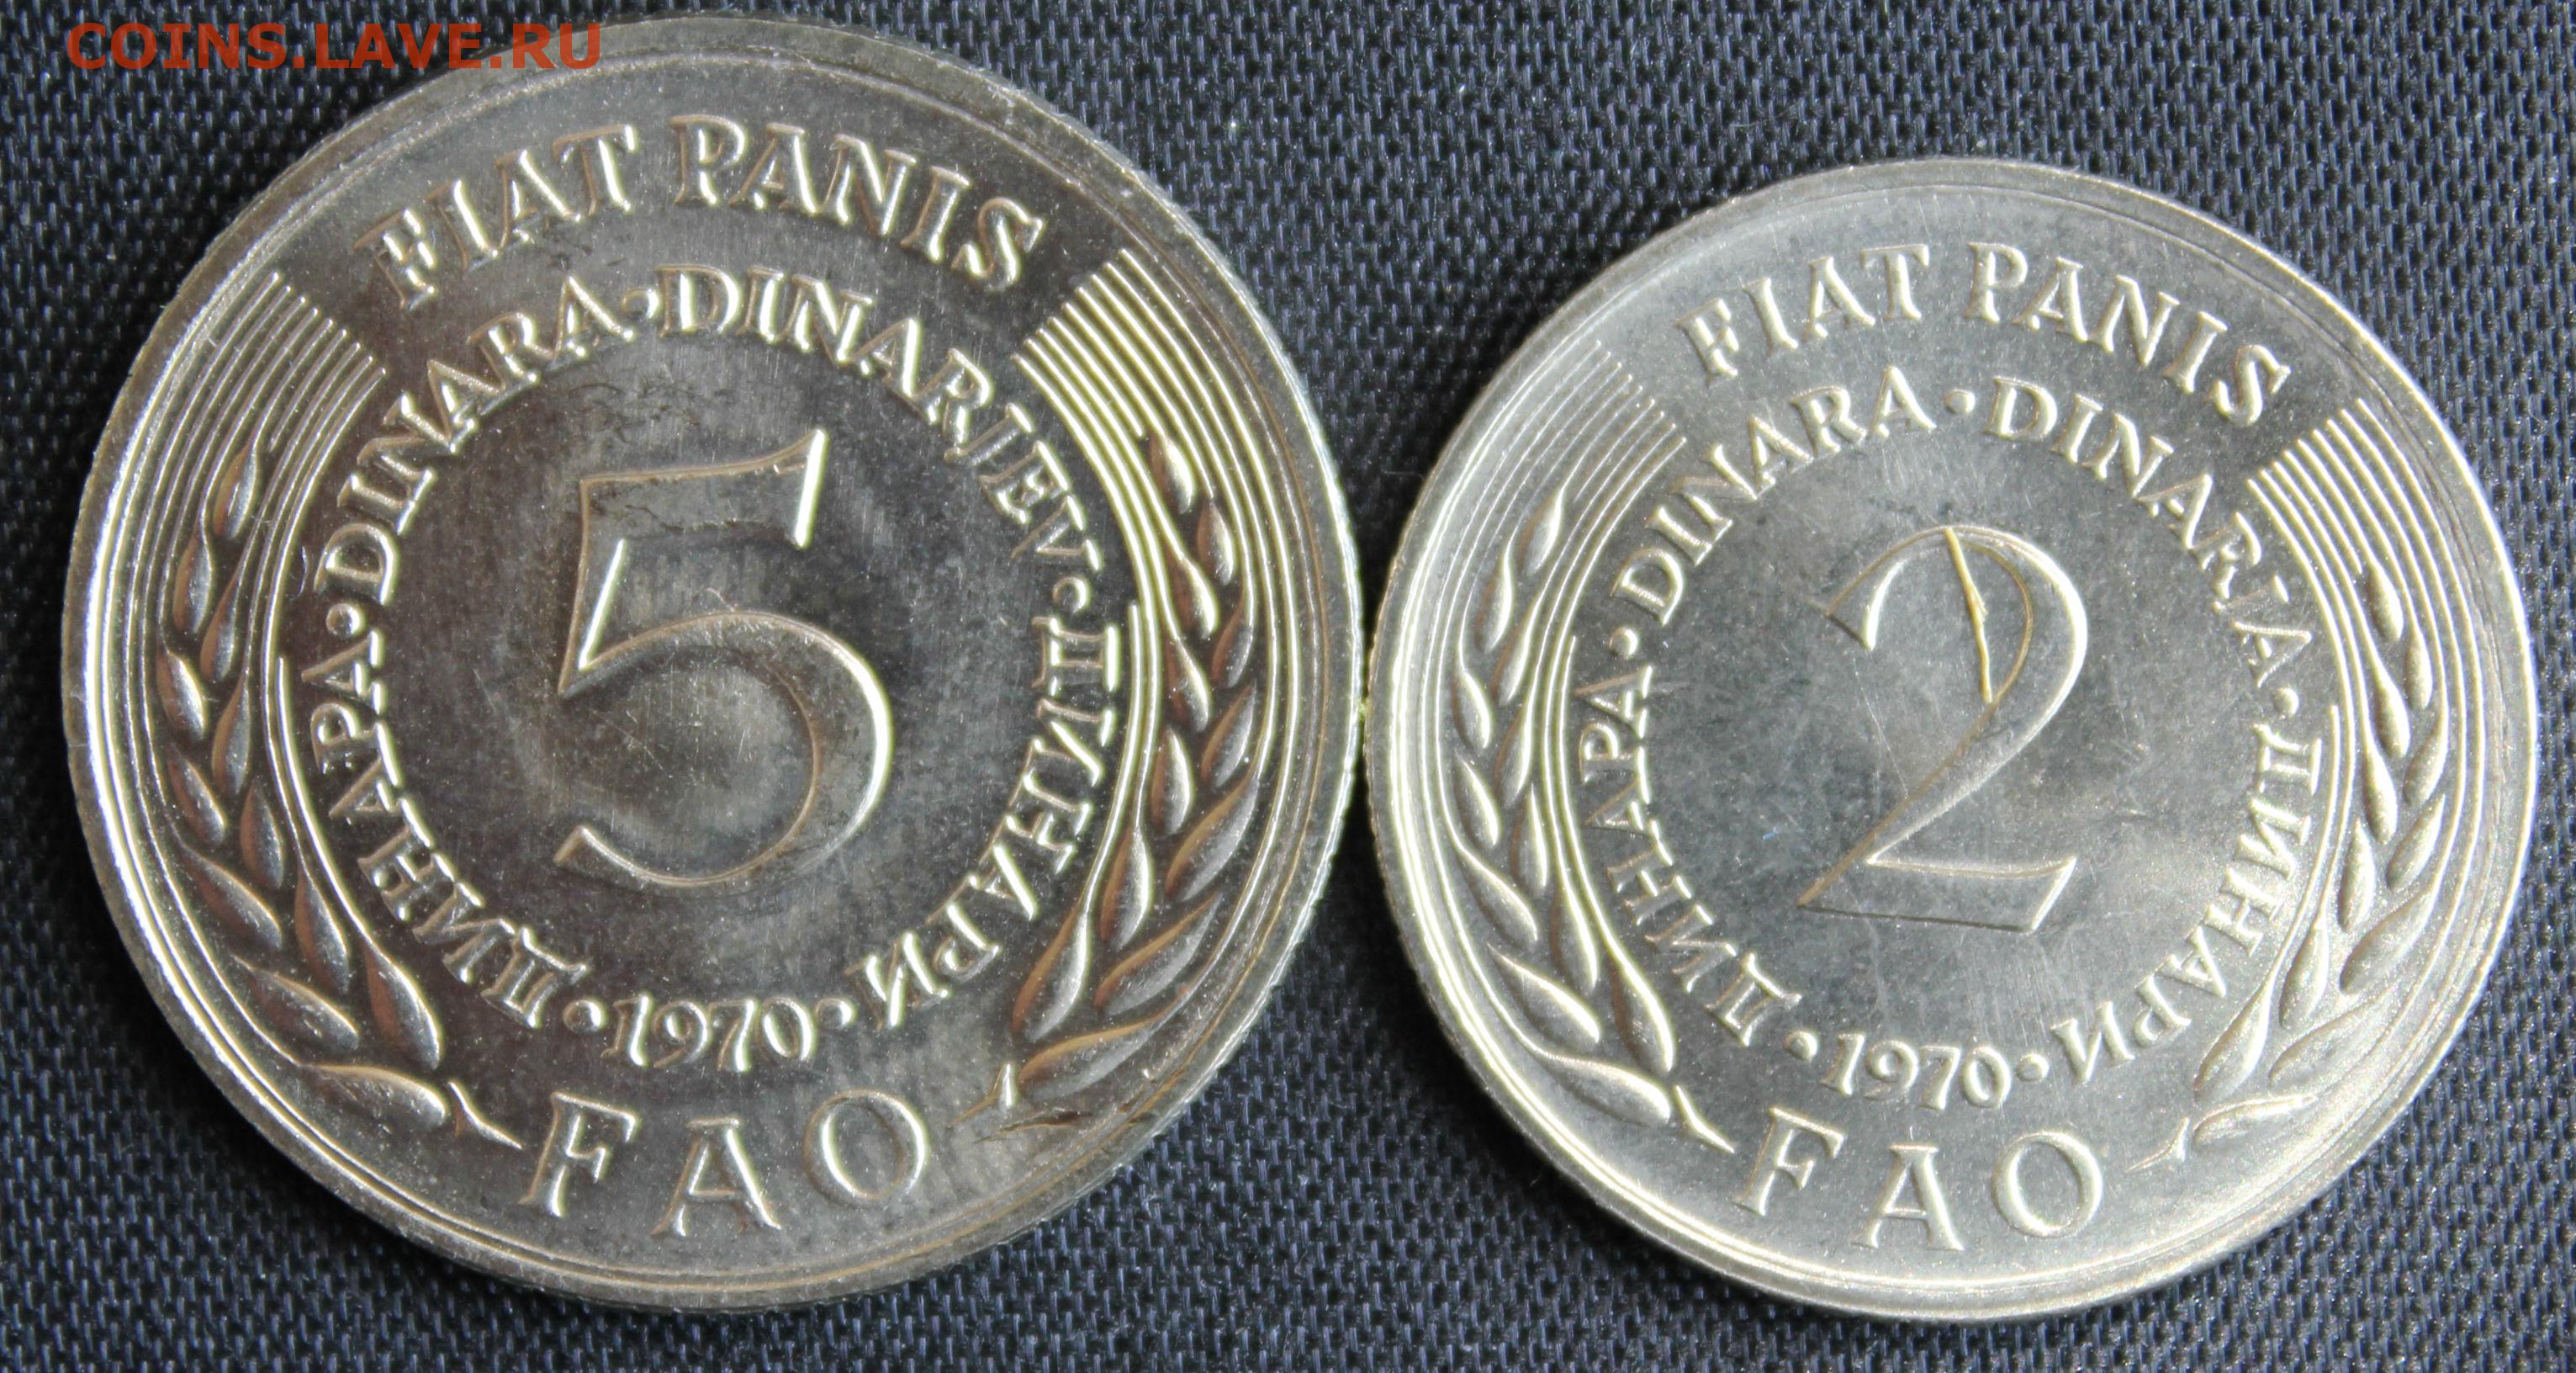 COINS.LAVE.RU
FIAT PANIS
ДИНАРА·DINARA·DINARJEV·ДИНАРИ
5
·1970·
FAO
FIAT PANIS
ДИНАРА·DINARA·DINARJA·ДИНАРИ
2
·1970·
FAO